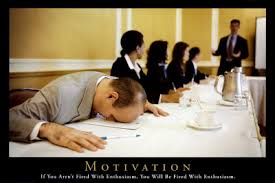 MOTIVATION
If You Aren't Fired With Enthusiasm, You Will Be Fired With Enthusiasm.